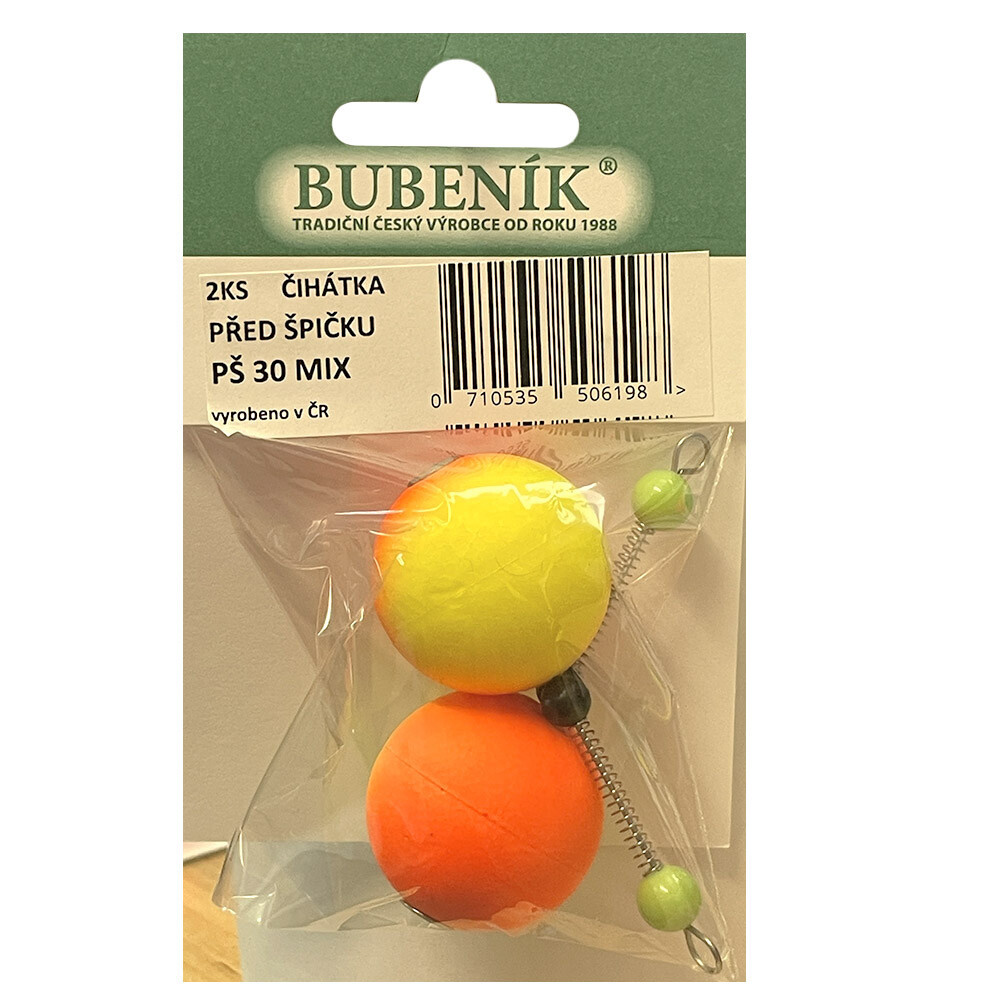 BUBENÍK®
TRADIČNÍ ČESKÝ VÝROBCE OD ROKU 1988
2KS ČIHÁTKA
PŘED ŠPIČKU
PŠ 30 MIX
vyrobeno v ČR
0 710535 506198 >